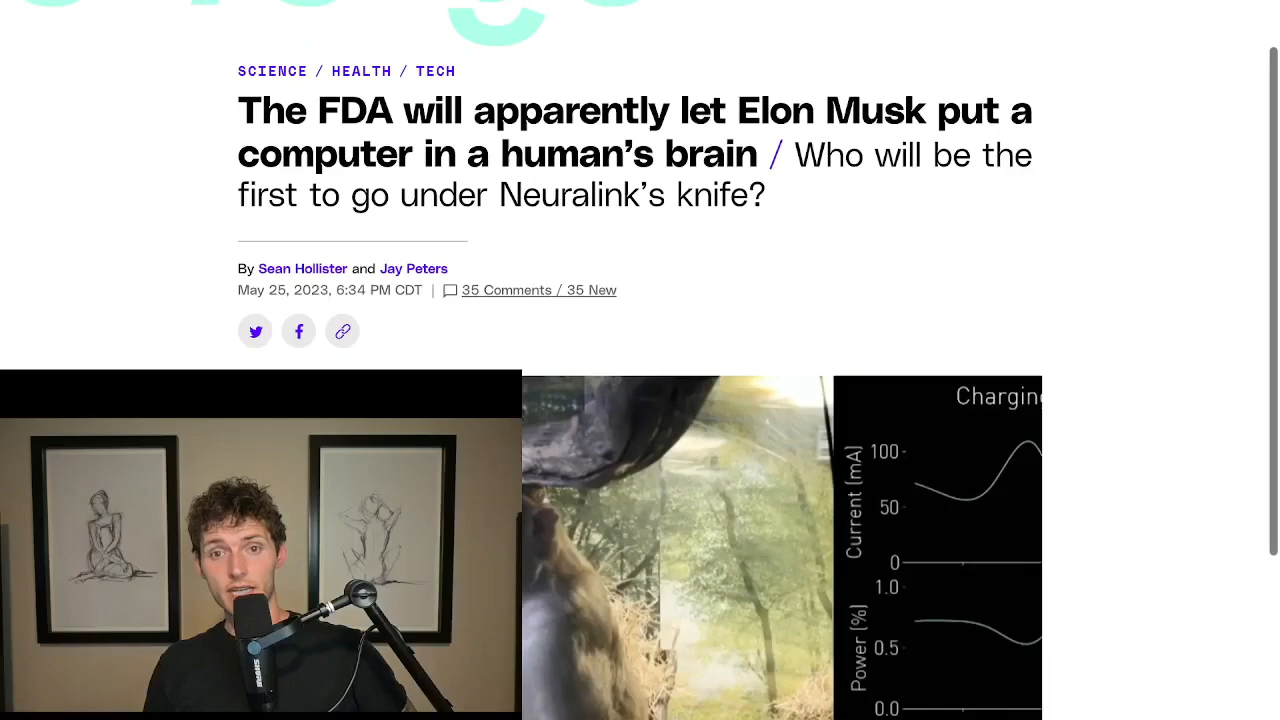 SCIENCE / HEALTH / TECH
The FDA will apparently let Elon Musk put a
computer in a human’s brain / Who will be the
first to go under Neuralink’s knife?
By Sean Hollister and Jay Peters
May 25, 2023, 6:34 PM CDT | 35 Comments / 35 New
Charging
Current (mA)
100
50
0
Power (%)
1.0
0.5
0.0
SHURE